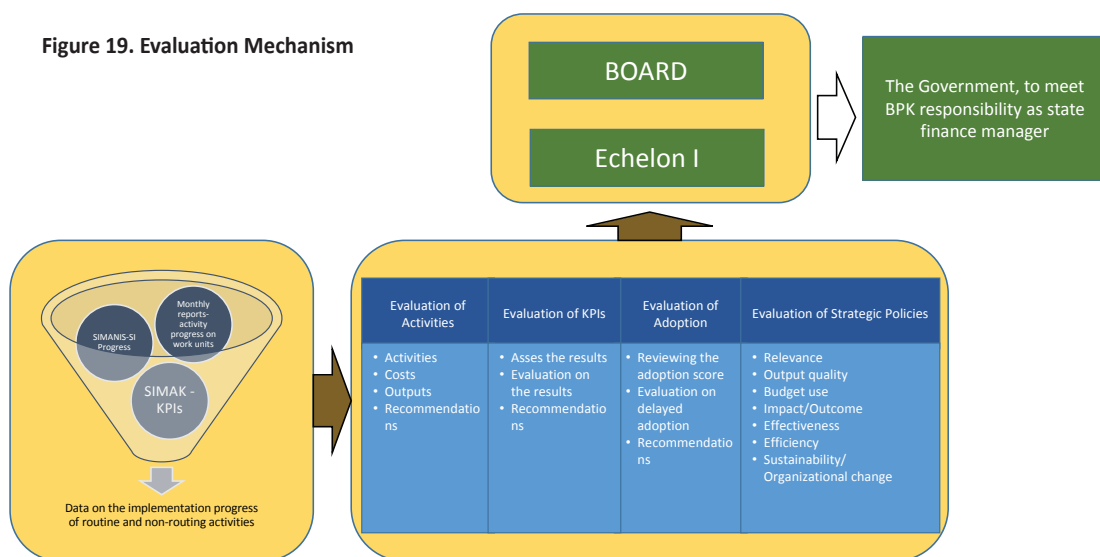 Figure 19. Evaluation Mechanism
BOARD
Echelon I
The Government, to meet
BPK responsibility as state
finance manager
SIMANIS-SI
Progress
Monthly
reports-
activity
progress on
work units
SIMAK -
KPIs
Data on the implementation progress
of routine and non-routing activities
Evaluation of
Activities
• Activities
• Costs
• Outputs
• Recommendatio
ns
Evaluation of KPIs
• Asses the results
• Evaluation on
the results
• Recommendatio
ns
Evaluation of
Adoption
• Reviewing the
adoption score
• Evaluation on
delayed
adoption
• Recommendatio
ns
Evaluation of Strategic Policies
• Relevance
• Output quality
• Budget use
• Impact/Outcome
• Effectiveness
• Efficiency
• Sustainability/
Organizational change